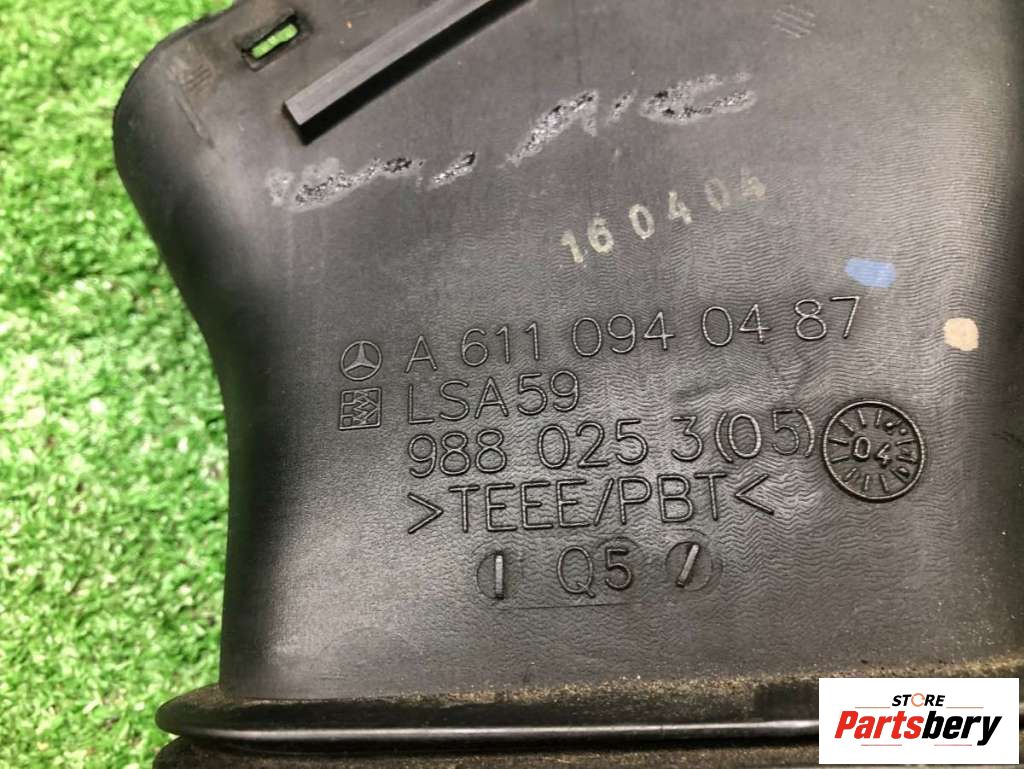 160404
A 611 094 04 87
LSA59
988 025 3(05)
04
>TEEE/PBT<
Q5
STORE
Partsbery